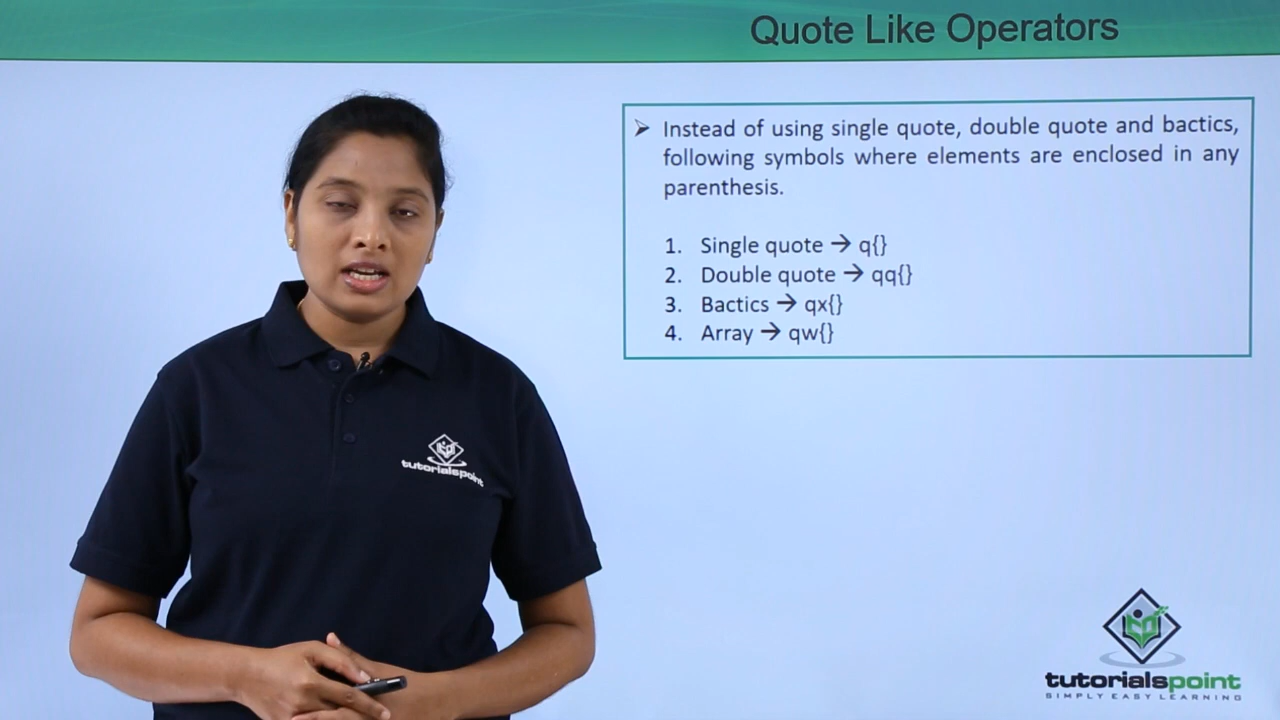 Quote Like Operators
➢ Instead of using single quote, double quote and bactics,
following symbols where elements are enclosed in any
parenthesis.
1. Single quote → q{}
2. Double quote → qq{}
3. Bactics → qx{}
4. Array → qw{}
tutorialspoint
tutorialspoint
SIMPLY EASY LEARNING